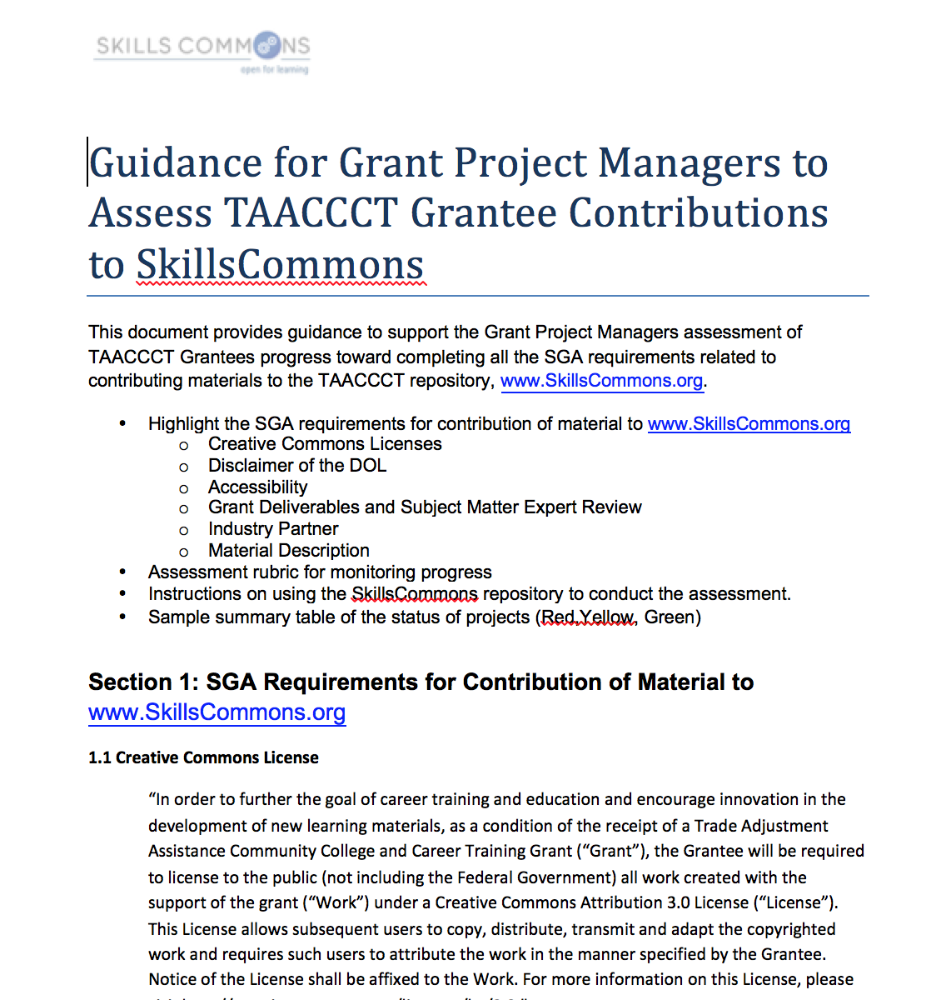 SKILLS COMMONS
open for learning
Guidance for Grant Project Managers to
Assess TAACCCT Grantee Contributions
to SkillsCommons
This document provides guidance to support the Grant Project Managers assessment of
TAACCCT Grantees progress toward completing all the SGA requirements related to
contributing materials to the TAACCCT repository, www.SkillsCommons.org.
• Highlight the SGA requirements for contribution of material to www.SkillsCommons.org
o Creative Commons Licenses
o Disclaimer of the DOL
o Accessibility
o Grant Deliverables and Subject Matter Expert Review
o Industry Partner
o Material Description
• Assessment rubric for monitoring progress
• Instructions on using the SkillsCommons repository to conduct the assessment.
• Sample summary table of the status of projects (Red,Yellow, Green)
Section 1: SGA Requirements for Contribution of Material to
www.SkillsCommons.org
1.1 Creative Commons License
“In order to further the goal of career training and education and encourage innovation in the
development of new learning materials, as a condition of the receipt of a Trade Adjustment
Assistance Community College and Career Training Grant (“Grant”), the Grantee will be required
to license to the public (not including the Federal Government) all work created with the
support of the grant (“Work”) under a Creative Commons Attribution 3.0 License (“License”).
This License allows subsequent users to copy, distribute, transmit and adapt the copyrighted
work and requires such users to attribute the work in the manner specified by the Grantee.
Notice of the License shall be affixed to the Work. For more information on this License, please